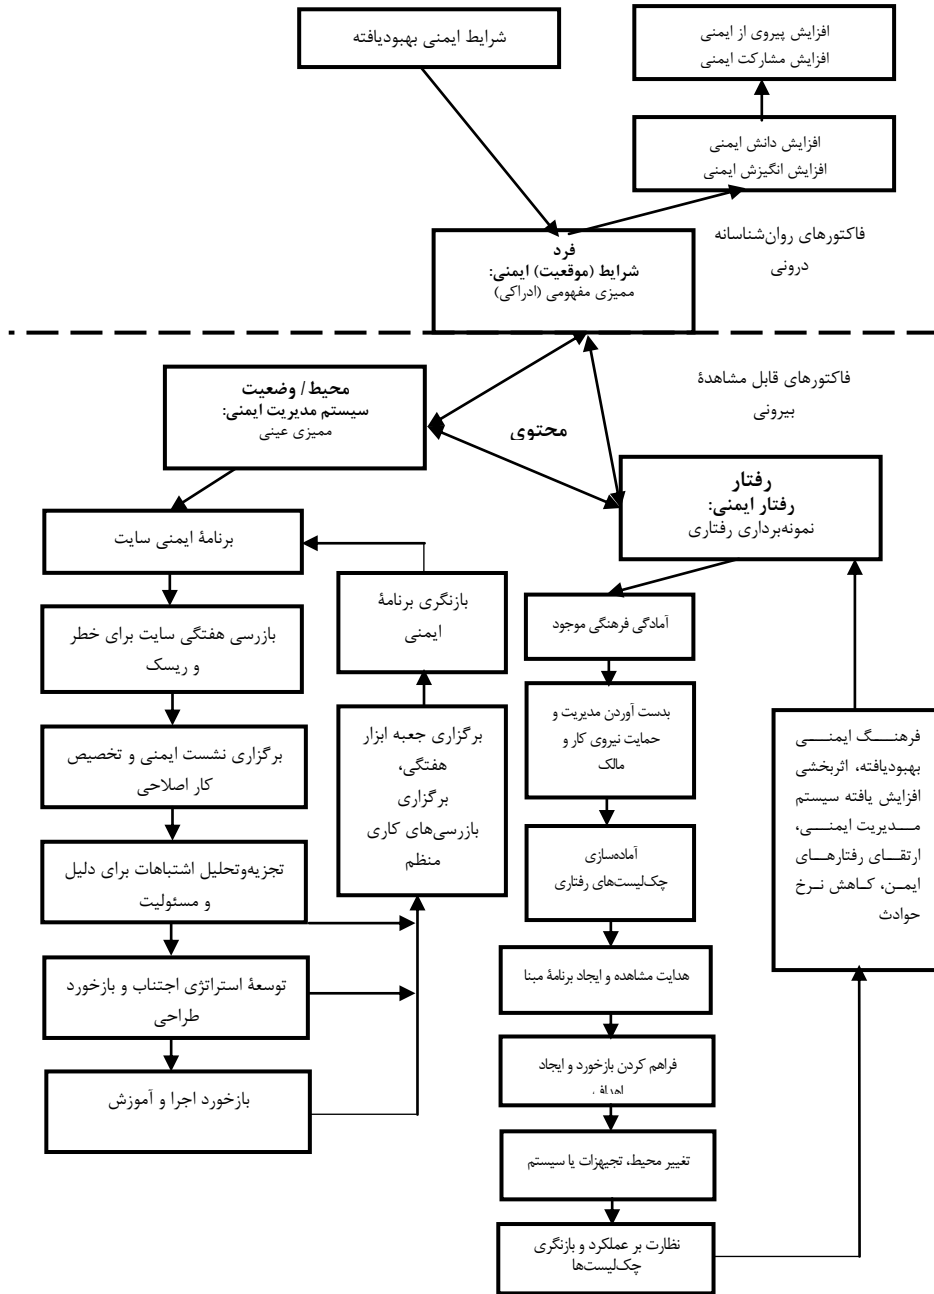 شرایط ایمنی بهبودیافته
افزایش پیروی از ایمنی
افزایش مشارکت ایمنی
افزایش دانش ایمنی
افزایش انگیزش ایمنی
فاکتورهای روان‌شناسانه
درونی
فرد
شرایط (موقعیت) ایمنی:
ممیزی مفهومی (ادراکی)
فاکتورهای قابل مشاهدۀ
بیرونی
محیط / وضعیت
سیستم مدیریت ایمنی:
ممیزی عینی
محتوی
رفتار
رفتار ایمنی:
نمونه‌برداری رفتاری
برنامۀ ایمنی سایت
بازرسی هفتگی سایت برای خطر
و ریسک
برگزاری نشست ایمنی و تخصیص
کار اصلاحی
تجزیه‌وتحلیل اشتباهات برای دلیل
و مسئولیت
توسعۀ استراتژی اجتناب و بازخورد
طراحی
بازخورد اجرا و آموزش
بازنگری برنامۀ
ایمنی
برگزاری جعبه ابزار
هفتگی،
برگزاری
بازرسی‌های کاری
منظم
آمادگی فرهنگی موجود
بدست آوردن مدیریت و
حمایت نیروی کار و
مالک
آماده‌سازی
چک‌لیست‌های رفتاری
هدایت مشاهده و ایجاد برنامۀ مبنا
فراهم کردن بازخورد و ایجاد
اهداف
تغییر محیط، تجهیزات یا سیستم
نظارت بر عملکرد و بازنگری
چک‌لیست‌ها
فرهنگ ایمنی
بهبودیافته، اثربخشی
افزایش یافته سیستم
مدیریت ایمنی،
ارتقای رفتارهای
ایمن، کاهش نرخ
حوادث